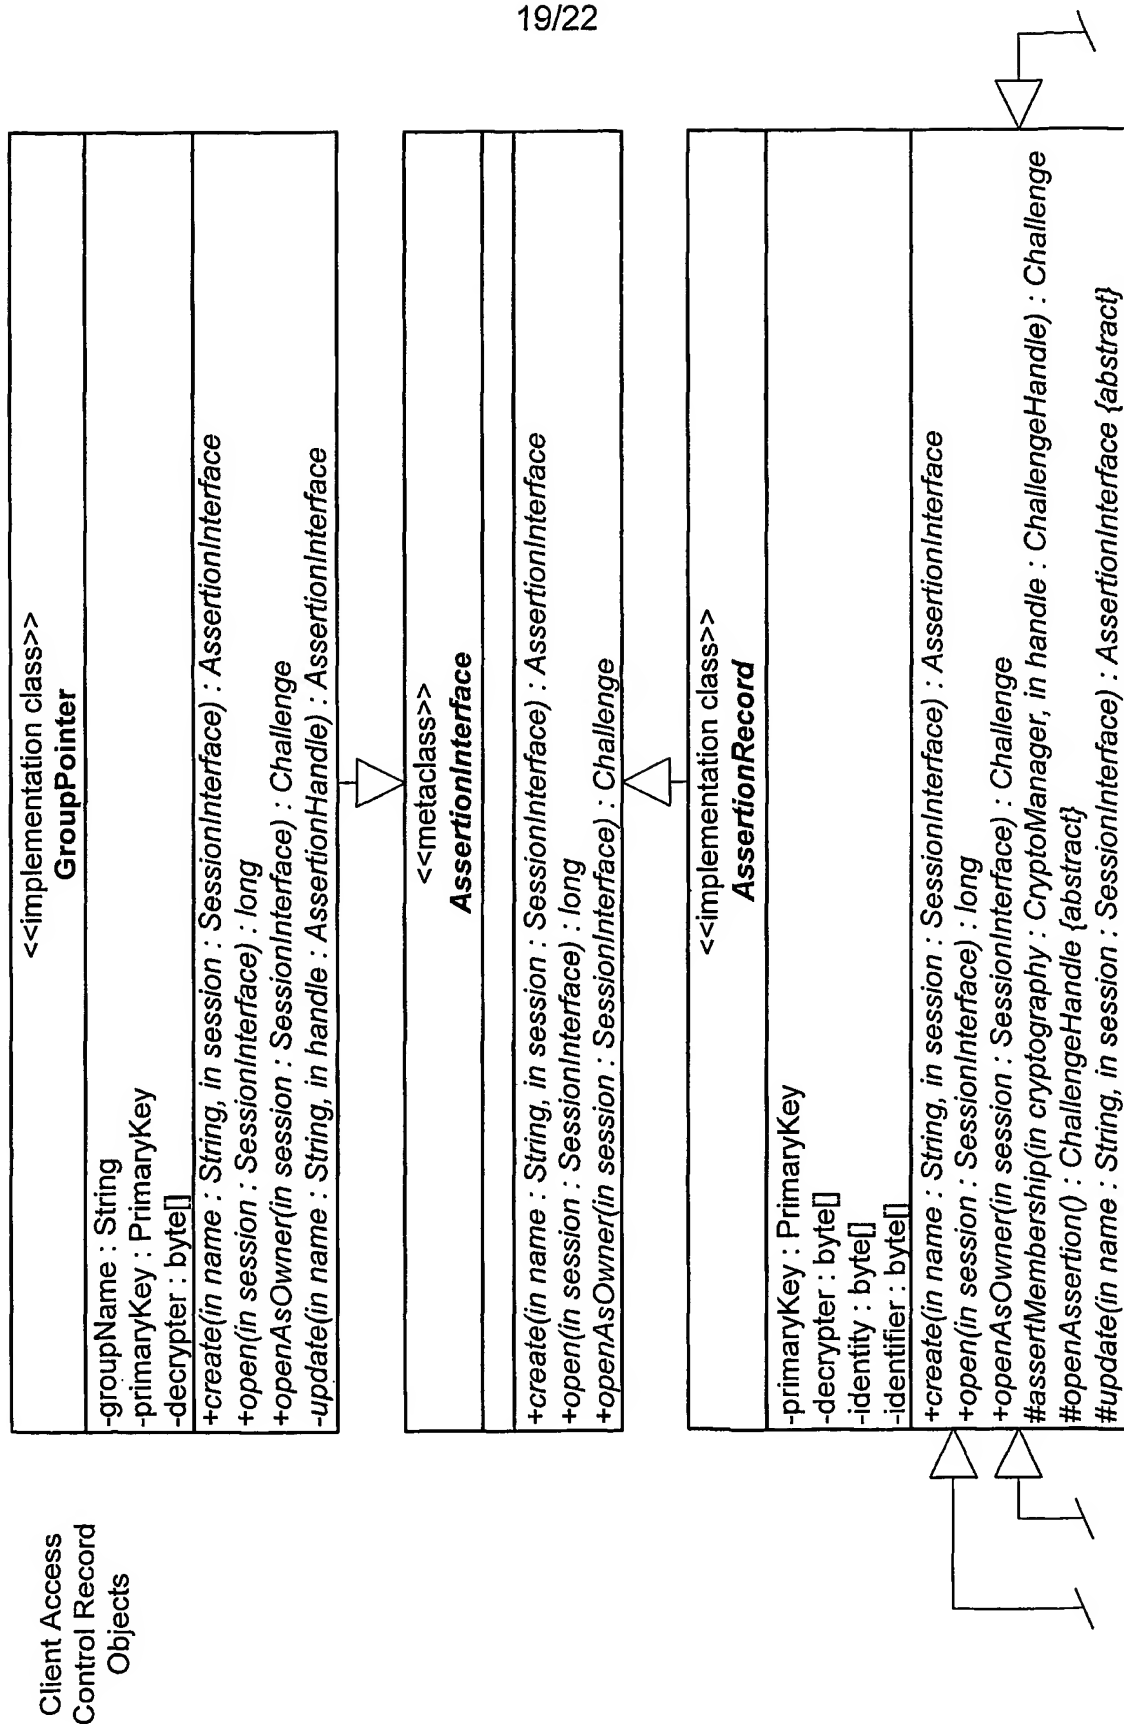 19/22
Client Access
Control Record
Objects
<<implementation class>>
GroupPointer
-groupName : String
-primaryKey : PrimaryKey
-decrypter : byte[]
+create(in name : String, in session : SessionInterface) : AssertionInterface
+open(in session : SessionInterface) : long
+openAsOwner(in session : SessionInterface) : Challenge
-update(in name : String, in handle : AssertionHandle) : AssertionInterface
<<metaclass>>
AssertionInterface
+create(in name : String, in session : SessionInterface) : AssertionInterface
+open(in session : SessionInterface) : long
+openAsOwner(in session : SessionInterface) : Challenge
<<implementation class>>
AssertionRecord
-primaryKey : PrimaryKey
-decrypter : byte[]
-identity : byte[]
-identifier : byte[]
+create(in name : String, in session : SessionInterface) : AssertionInterface
+open(in session : SessionInterface) : long
+openAsOwner(in session : SessionInterface) : Challenge
#assertMembership(in cryptography : CryptoManager, in handle : ChallengeHandle) : Challenge
#openAssertion() : ChallengeHandle {abstract}
#update(in name : String, in session : SessionInterface) : AssertionInterface {abstract}